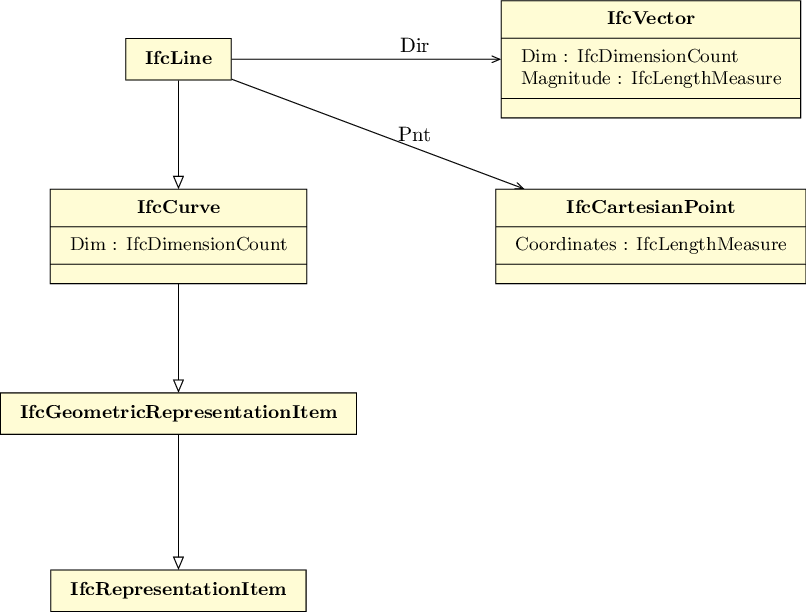 IfcLine
Dir
IfcVector
Dim : IfcDimensionCount
Magnitude : IfcLengthMeasure
Pnt
IfcCurve
Dim : IfcDimensionCount
IfcCartesianPoint
Coordinates : IfcLengthMeasure
IfcGeometricRepresentationItem
IfcRepresentationItem